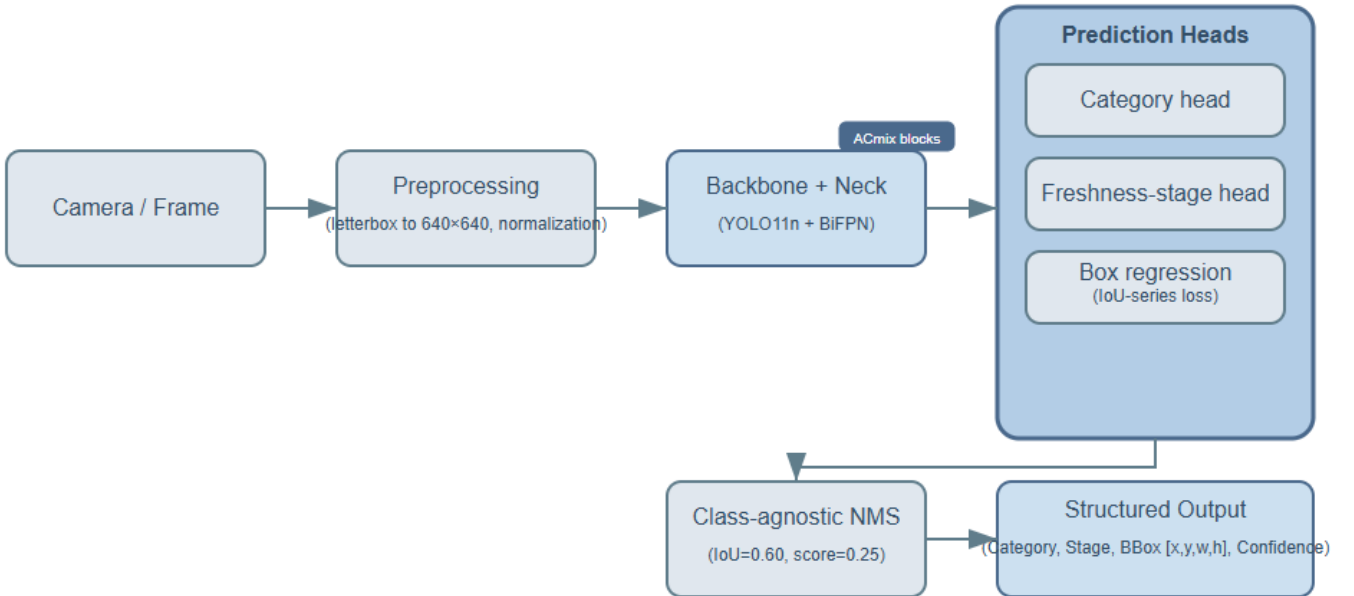 Prediction Heads
Category head
ACmix blocks
Camera / Frame
Preprocessing
(letterbox to 640×640, normalization)
Backbone + Neck
(YOLO11n + BiFPN)
Freshness-stage head
Box regression
(IoU-series loss)
Class-agnostic NMS
(IoU=0.60, score=0.25)
Structured Output
(Category, Stage, BBox [x,y,w,h], Confidence)